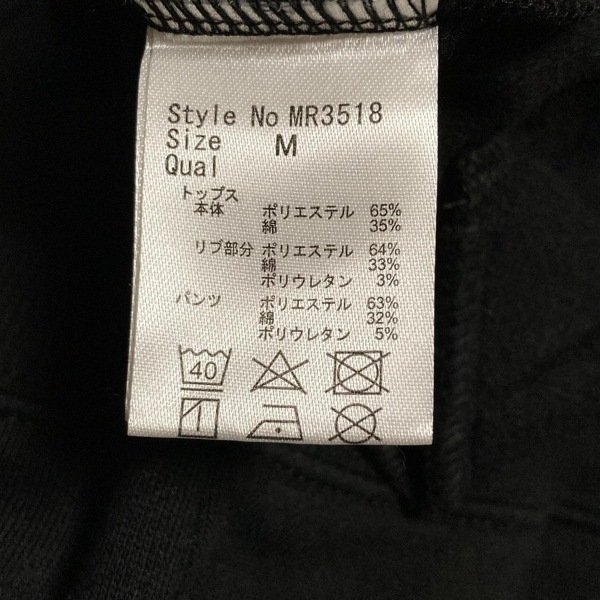 Style No MR3518
Size M
Qual
トップス
本体 ポリエステル 65%
綿 35%
リブ部分 ポリエステル 64%
綿 33%
ポリウレタン 3%
パンツ ポリエステル 63%
綿 32%
ポリウレタン 5%
40